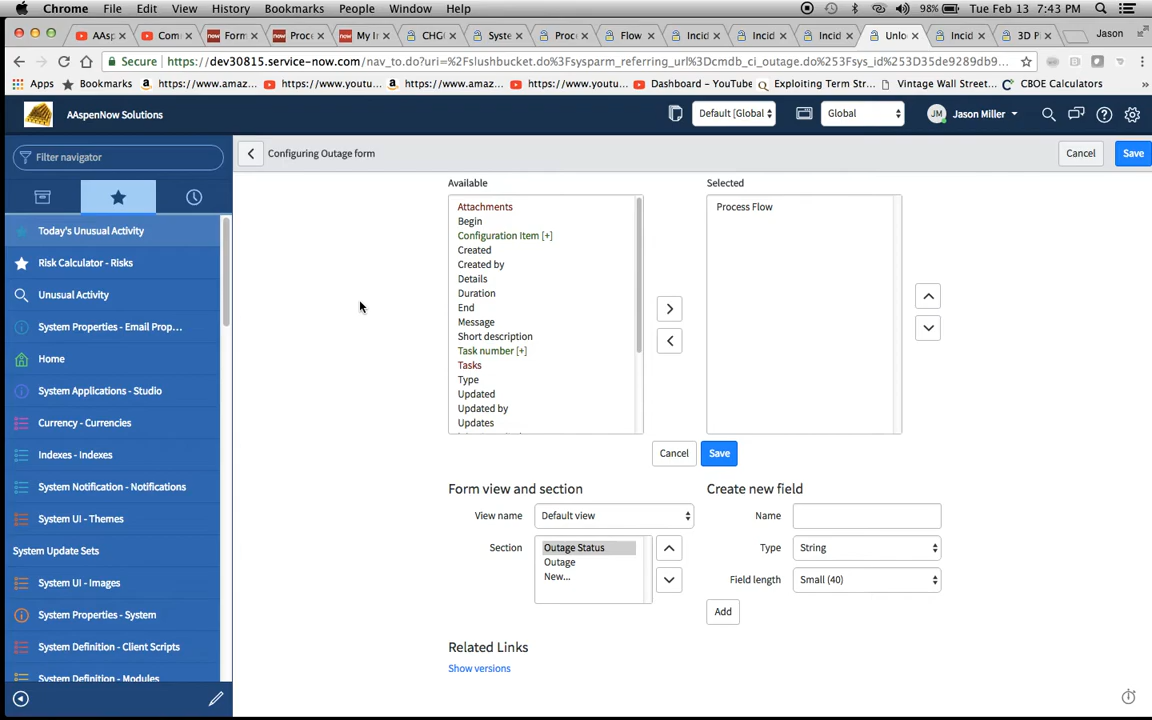 Chrome File Edit View History Bookmarks People Window Help 98% Tue Feb 13 7:43 PM
AAsp Com Form Proce My I CHG Syste Proc Flow Incid Incid Incid Unlo Incid 3D P Jason
Secure https://dev30815.service-now.com/nav_to.do?uri=%2Fslushbucket.do%3Fsysparm_referring_url%3Dcmdb_ci_outage.do%253Fsys_id%253D35de9289db9...
Apps Bookmarks https://www.amaz... https://www.youtu... https://www.amaz... https://www.youtu... Dashboard – YouTube Exploiting Term Str... Vintage Wall Street... CBOE Calculators »
AAspenNow Solutions Default [Global Global JM Jason Miller
Filter navigator
Configuring Outage form Cancel Save
Today's Unusual Activity
Risk Calculator - Risks
Unusual Activity
System Properties - Email Prop...
Home
System Applications - Studio
Currency - Currencies
Indexes - Indexes
System Notification - Notifications
System UI - Themes
System Update Sets
System UI - Images
System Properties - System
System Definition - Client Scripts
System Definition - Modules
Available
Attachments
Begin
Configuration Item [+]
Created
Created by
Details
Duration
End
Message
Short description
Task number [+]
Tasks
Type
Updated
Updated by
Updates
Selected
Process Flow
Cancel Save
Form view and section
View name Default view
Section Outage Status
Outage
New...
Create new field
Name
Type String
Field length Small (40)
Add
Related Links
Show versions